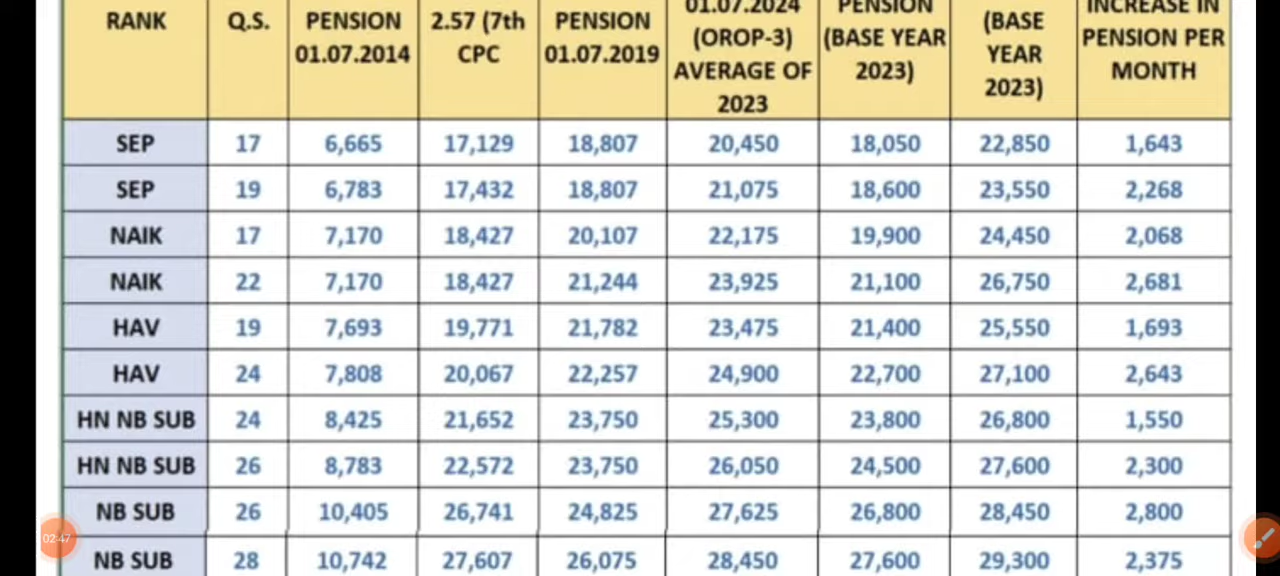 RANK Q.S. PENSION 01.07.2014 2.57 (7th CPC PENSION 01.07.2019 01.07.2024 (OROP-3) AVERAGE OF 2023 PENSION (BASE YEAR 2023) (BASE YEAR 2023) INCREASE IN PENSION PER MONTH
SEP 17 6,665 17,129 18,807 20,450 18,050 22,850 1,643
SEP 19 6,783 17,432 18,807 21,075 18,600 23,550 2,268
NAIK 17 7,170 18,427 20,107 22,175 19,900 24,450 2,068
NAIK 22 7,170 18,427 21,244 23,925 21,100 26,750 2,681
HAV 19 7,693 19,771 21,782 23,475 21,400 25,550 1,693
HAV 24 7,808 20,067 22,257 24,900 22,700 27,100 2,643
HN NB SUB 24 8,425 21,652 23,750 25,300 23,800 26,800 1,550
HN NB SUB 26 8,783 22,572 23,750 26,050 24,500 27,600 2,300
NB SUB 26 10,405 26,741 24,825 27,625 26,800 28,450 2,800
02:47
NB SUB 28 10,742 27,607 26,075 28,450 27,600 29,300 2,375